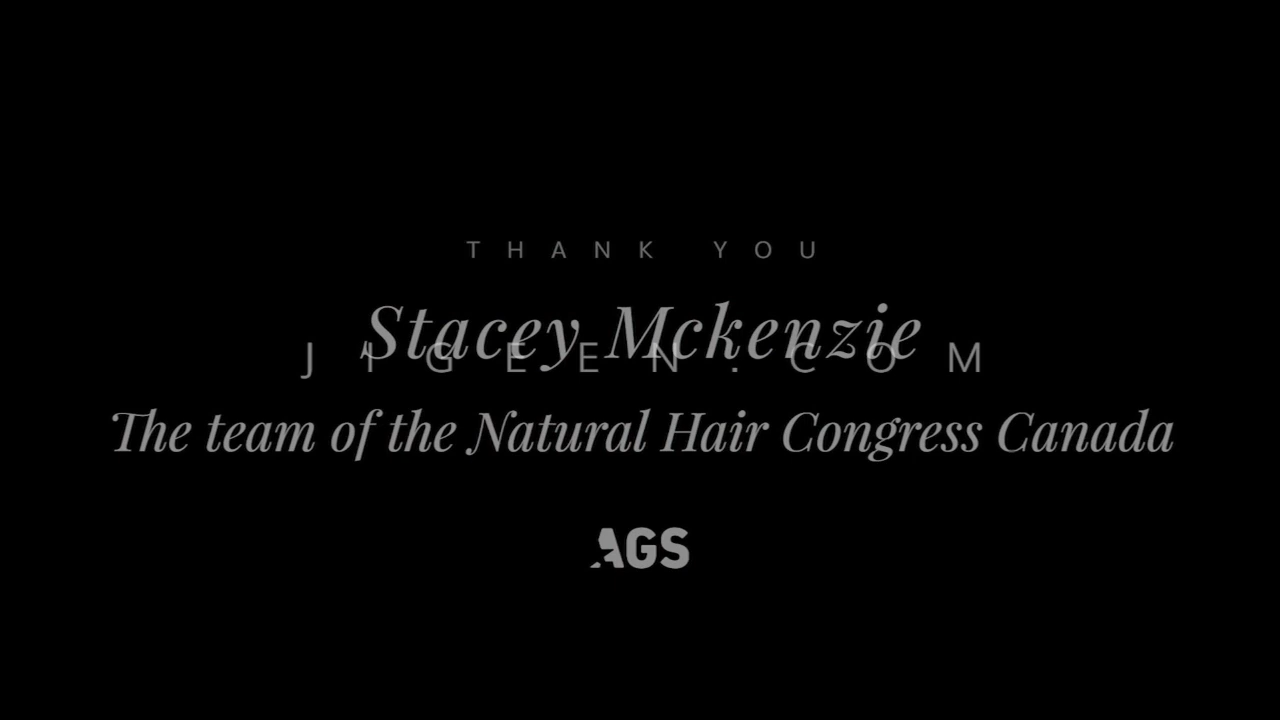 THANK YOU
Stacey Mckenzie
JIGEEN.COM
The team of the Natural Hair Congress Canada
AGS